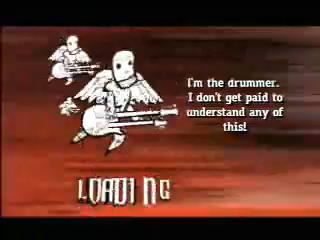 I'm the drummer.
I don't get paid to
understand any of
this!
LOADING